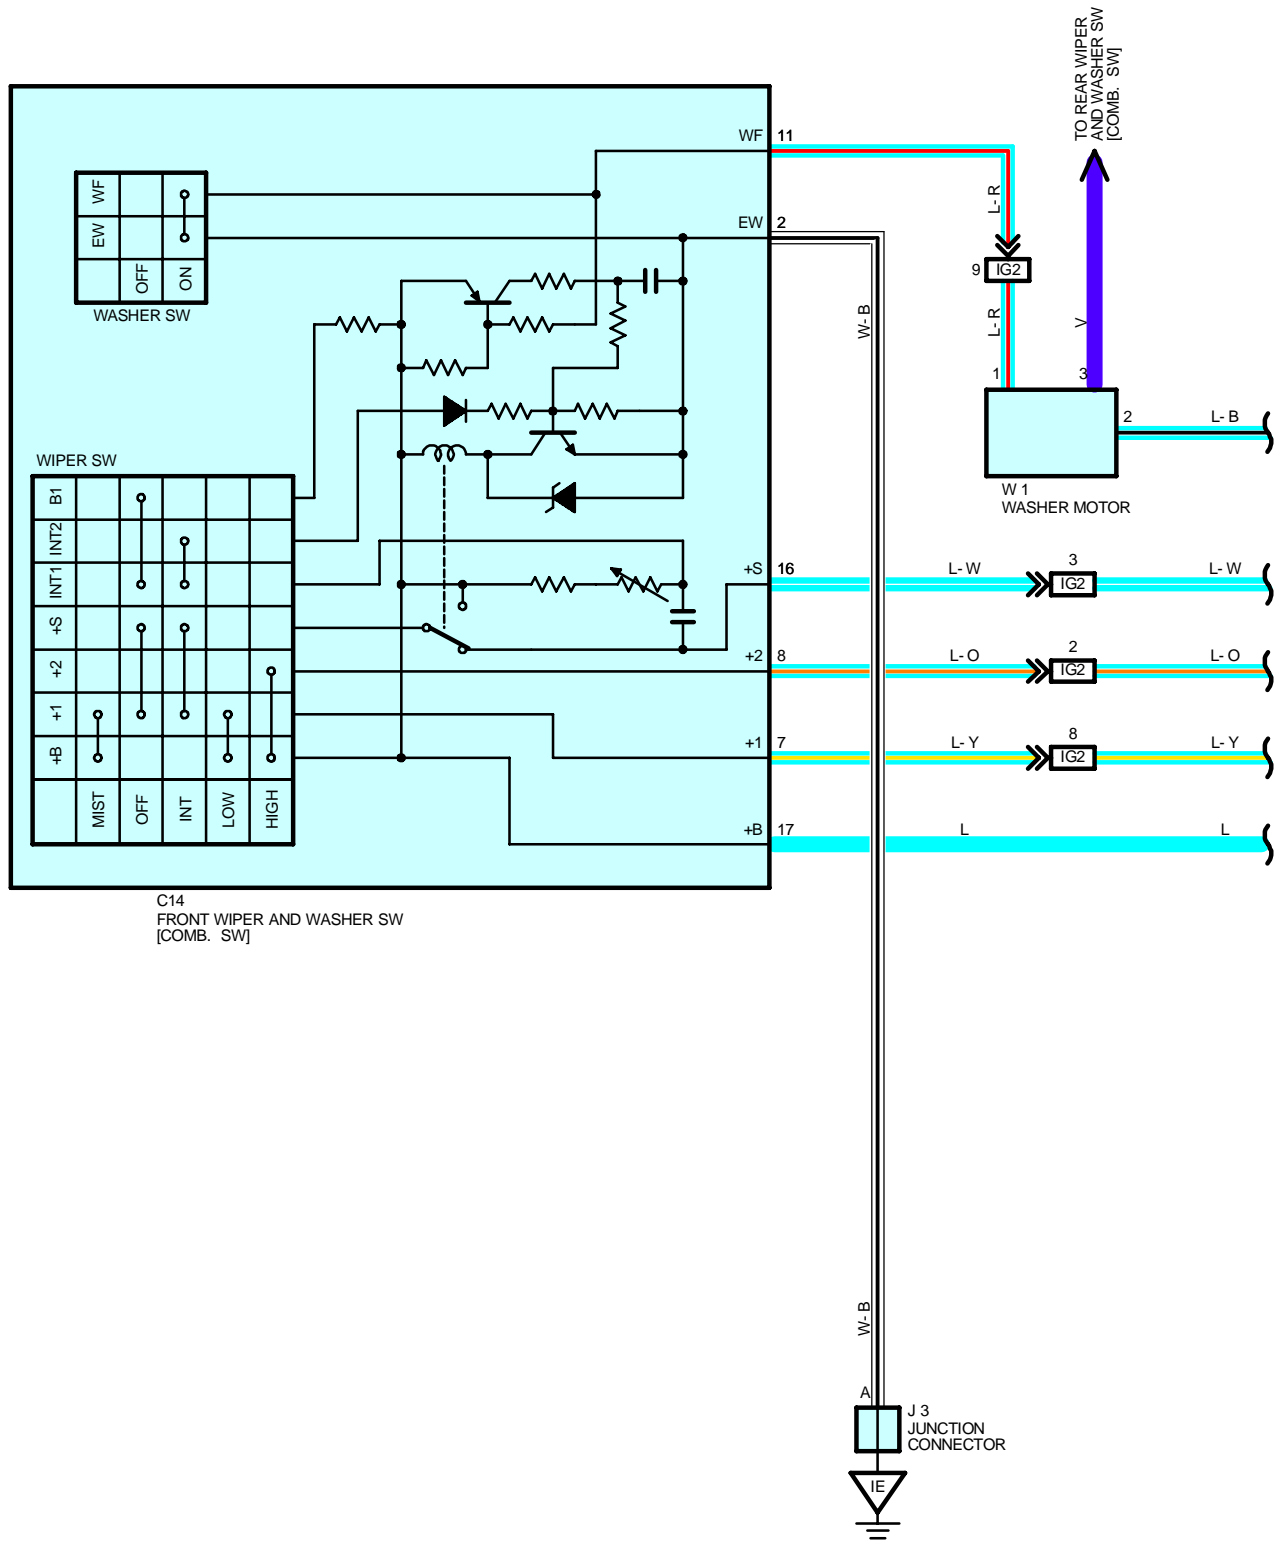 TO REAR WIPER
AND WASHER SW
[COMB. SW]
WF
11
L- R
EW
2
9
IG2
L- R
V
1
3
2
L- B
W 1
WASHER MOTOR
WF
EW
OFF
ON
WASHER SW
W- B
WIPER SW
B1
INT2
INT1
+S
+2
+1
+B
MIST
OFF
INT
LOW
HIGH
+S
16
L- W
3
IG2
L- W
+2
8
L- O
2
IG2
L- O
+1
7
L- Y
8
IG2
L- Y
+B
17
L
L
C14
FRONT WIPER AND WASHER SW
[COMB. SW]
W- B
A
J 3
JUNCTION
CONNECTOR
IE